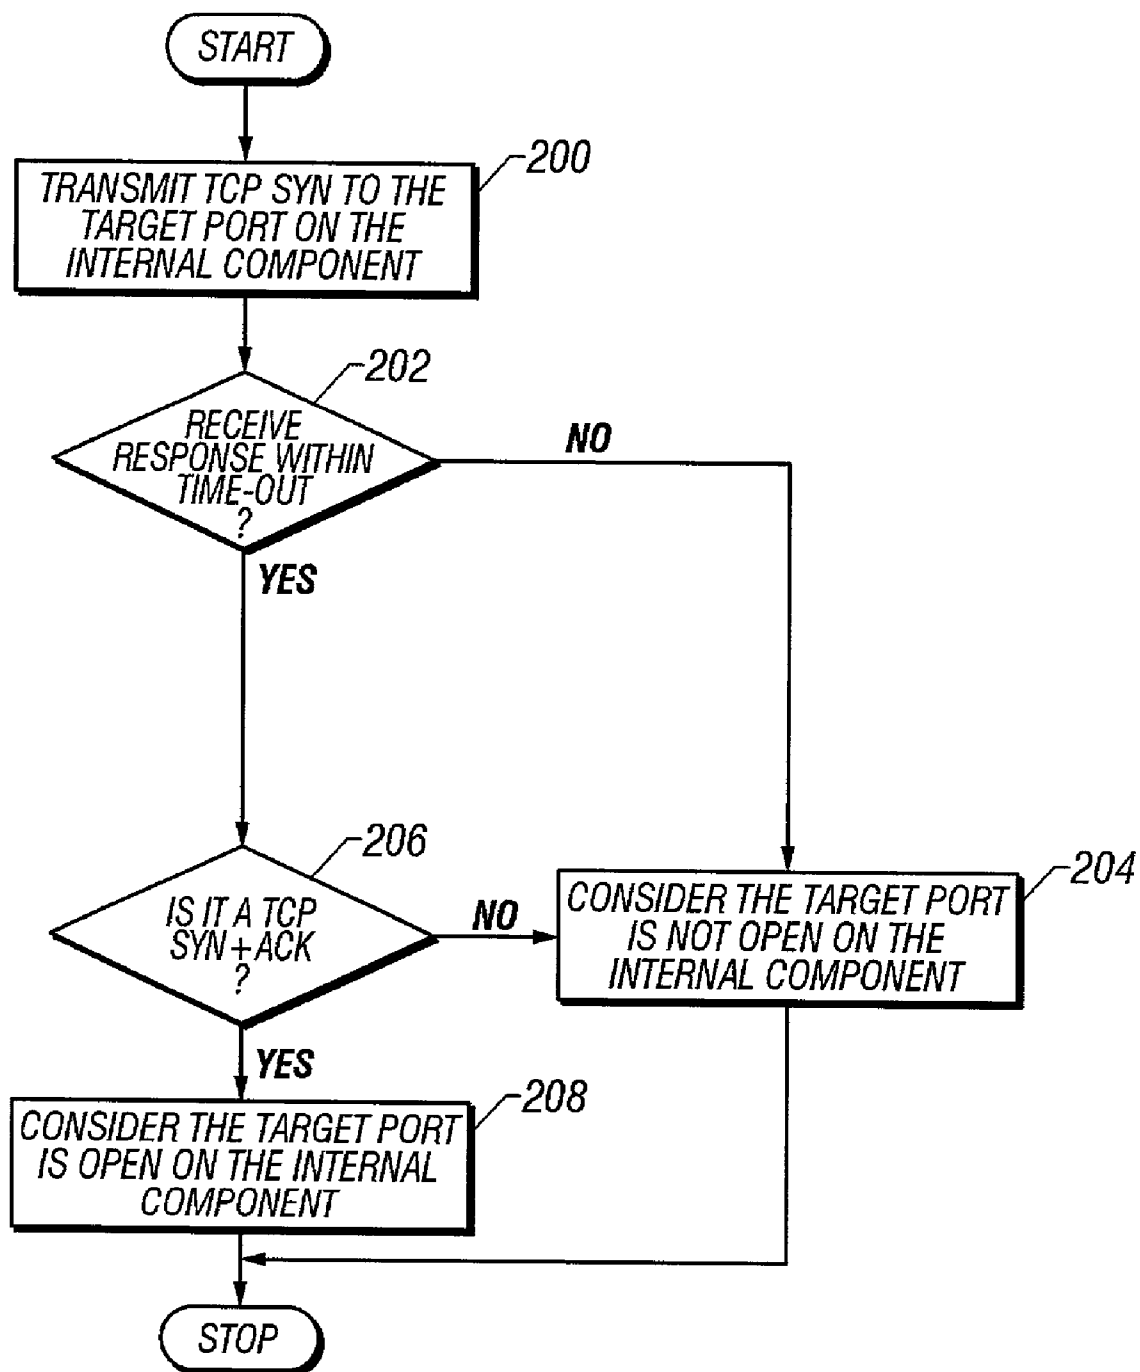 START
200
TRANSMIT TCP SYN TO THE
TARGET PORT ON THE
INTERNAL COMPONENT
202
RECEIVE
RESPONSE WITHIN
TIME-OUT
?
NO
YES
206
IS IT A TCP
SYN+ACK
?
NO
204
CONSIDER THE TARGET PORT
IS NOT OPEN ON THE
INTERNAL COMPONENT
YES
208
CONSIDER THE TARGET PORT
IS OPEN ON THE INTERNAL
COMPONENT
STOP